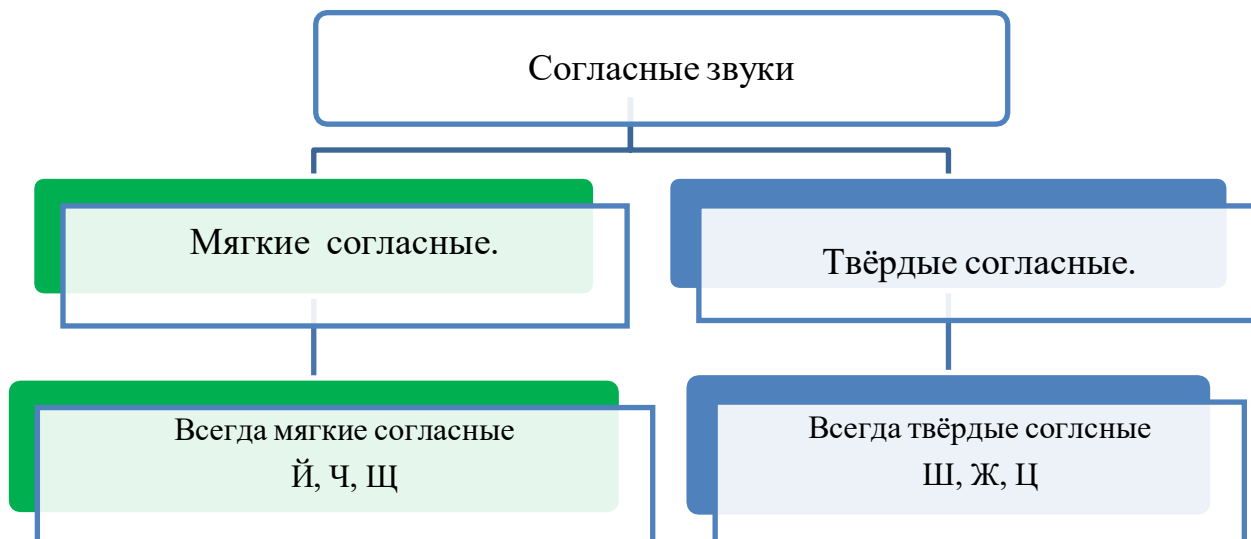 Согласные звуки
Мягкие согласные.
Твёрдые согласные.
Всегда мягкие согласные
Й, Ч, Щ
Всегда твёрдые соглсные
Ш, Ж, Ц